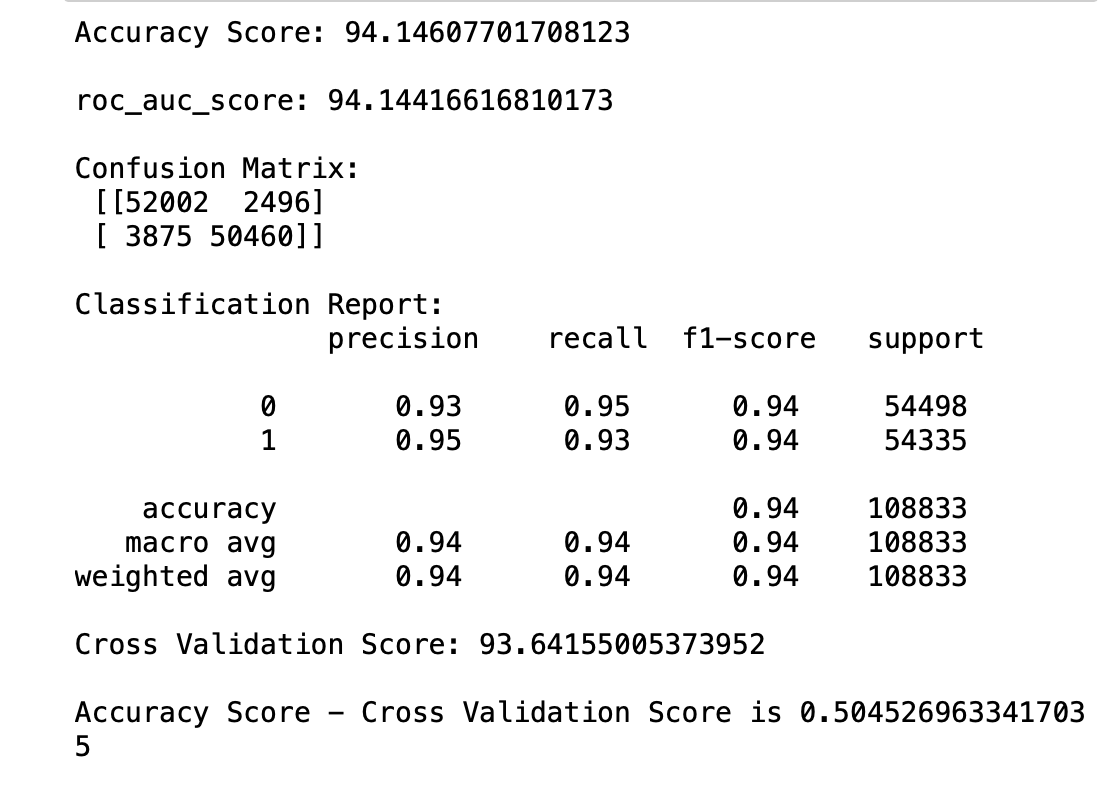 Accuracy Score: 94.14607701708123
roc_auc_score: 94.14416616810173
Confusion Matrix:
[[52002  2496]
[ 3875 50460]]
Classification Report:
precision    recall  f1-score   support
0       0.93      0.95      0.94     54498
1       0.95      0.93      0.94     54335
accuracy                           0.94    108833
macro avg       0.94      0.94      0.94    108833
weighted avg       0.94      0.94      0.94    108833
Cross Validation Score: 93.64155005373952
Accuracy Score – Cross Validation Score is 0.504526963341703
5